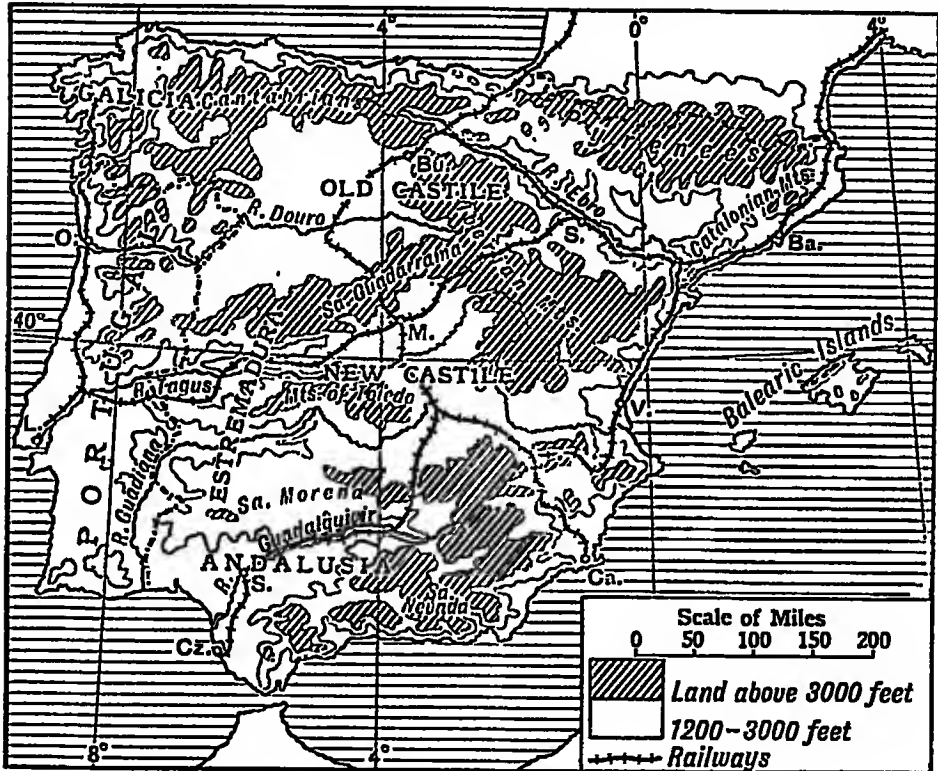 4°
0°
4°
GALICIA
Cantabrians
Pyrenees
Bu.
OLD CASTILE
R. Ebro
Catalonian Mts.
R. Douro
O.
S.
Ba.
Sa. Guadarrama
40°
M.
Balearic Islands
PORTUGAL
ESTREMADURA
R. Tagus
NEW CASTILE
Mts. of Toledo
V.
L.
R. Guadiana
Sa. Morena
R. Guadalquivir
ANDALUSIA
S.
Sa. Nevada
Ca.
Cz.
8°
4°
Scale of Miles
0 50 100 150 200
Land above 3000 feet
1200-3000 feet
Railways